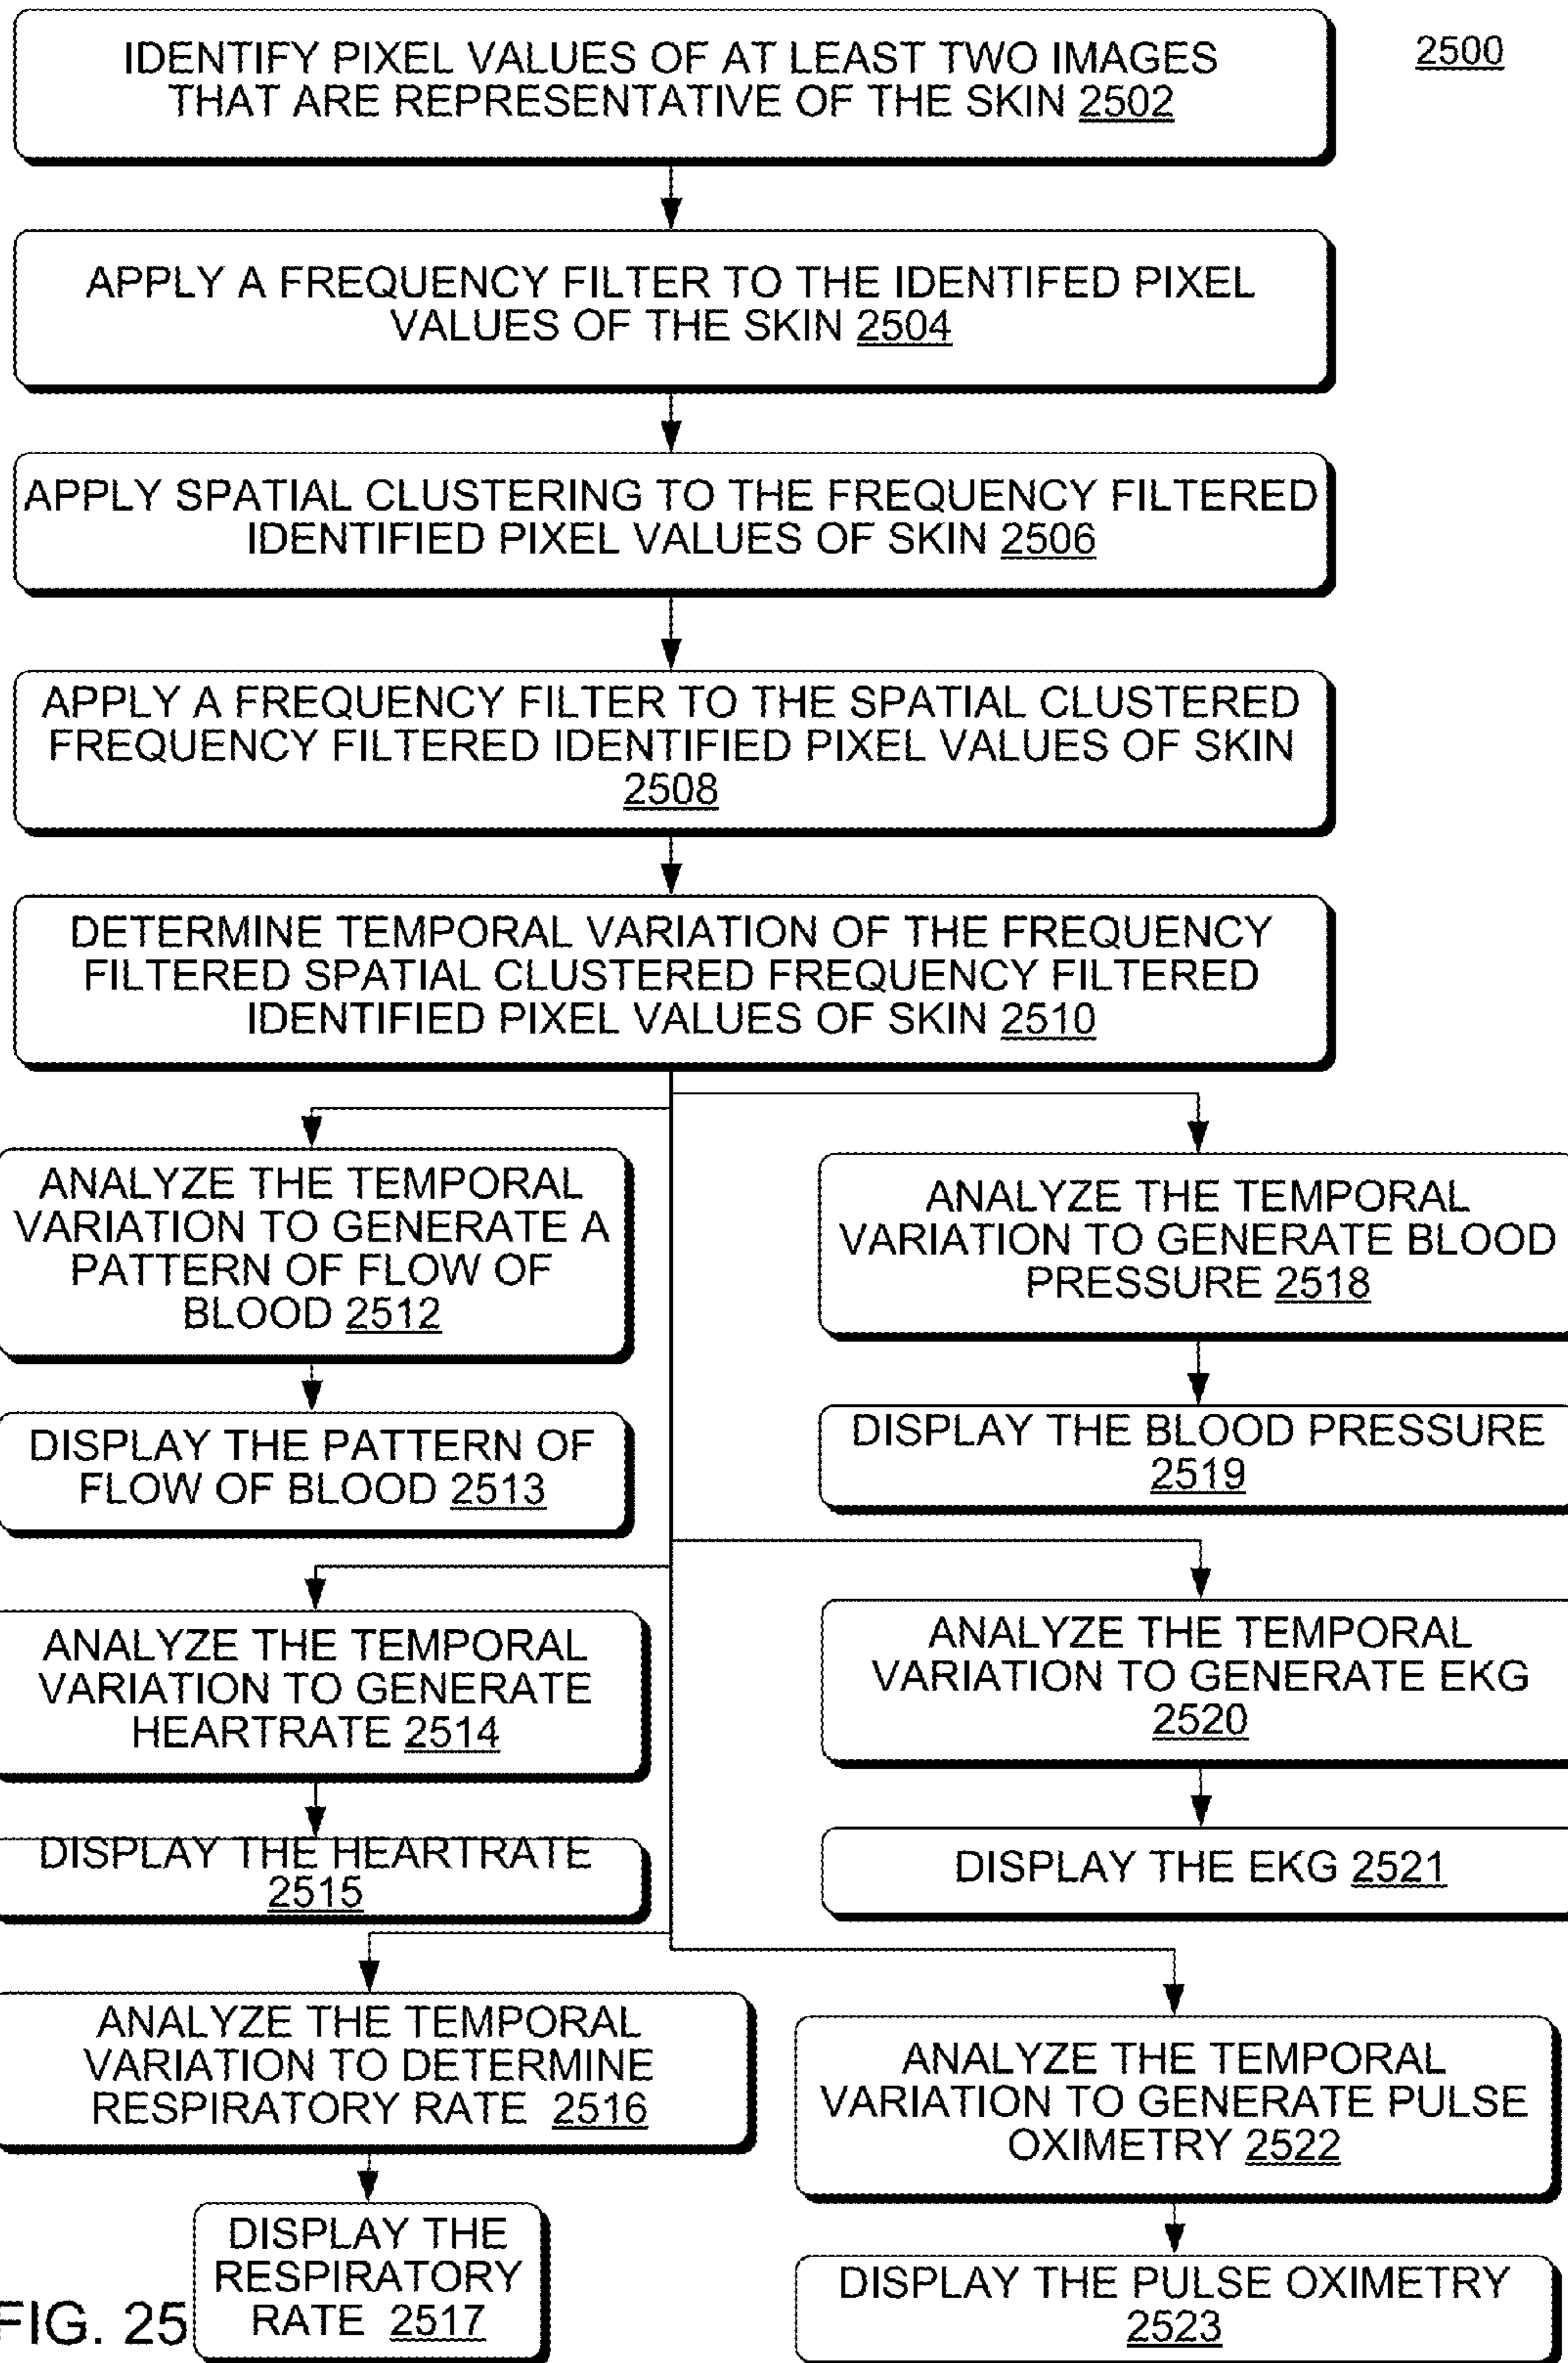 2500
IDENTIFY PIXEL VALUES OF AT LEAST TWO IMAGES
THAT ARE REPRESENTATIVE OF THE SKIN 2502
APPLY A FREQUENCY FILTER TO THE IDENTIFED PIXEL
VALUES OF THE SKIN 2504
APPLY SPATIAL CLUSTERING TO THE FREQUENCY FILTERED
IDENTIFIED PIXEL VALUES OF SKIN 2506
APPLY A FREQUENCY FILTER TO THE SPATIAL CLUSTERED
FREQUENCY FILTERED IDENTIFIED PIXEL VALUES OF SKIN
2508
DETERMINE TEMPORAL VARIATION OF THE FREQUENCY
FILTERED SPATIAL CLUSTERED FREQUENCY FILTERED
IDENTIFIED PIXEL VALUES OF SKIN 2510
ANALYZE THE TEMPORAL
VARIATION TO GENERATE A
PATTERN OF FLOW OF
BLOOD 2512
DISPLAY THE PATTERN OF
FLOW OF BLOOD 2513
ANALYZE THE TEMPORAL
VARIATION TO GENERATE BLOOD
PRESSURE 2518
DISPLAY THE BLOOD PRESSURE
2519
ANALYZE THE TEMPORAL
VARIATION TO GENERATE
HEARTRATE 2514
DISPLAY THE HEARTRATE
2515
ANALYZE THE TEMPORAL
VARIATION TO GENERATE EKG
2520
DISPLAY THE EKG 2521
ANALYZE THE TEMPORAL
VARIATION TO DETERMINE
RESPIRATORY RATE 2516
DISPLAY THE
RESPIRATORY
RATE 2517
ANALYZE THE TEMPORAL
VARIATION TO GENERATE PULSE
OXIMETRY 2522
DISPLAY THE PULSE OXIMETRY
2523
FIG. 25